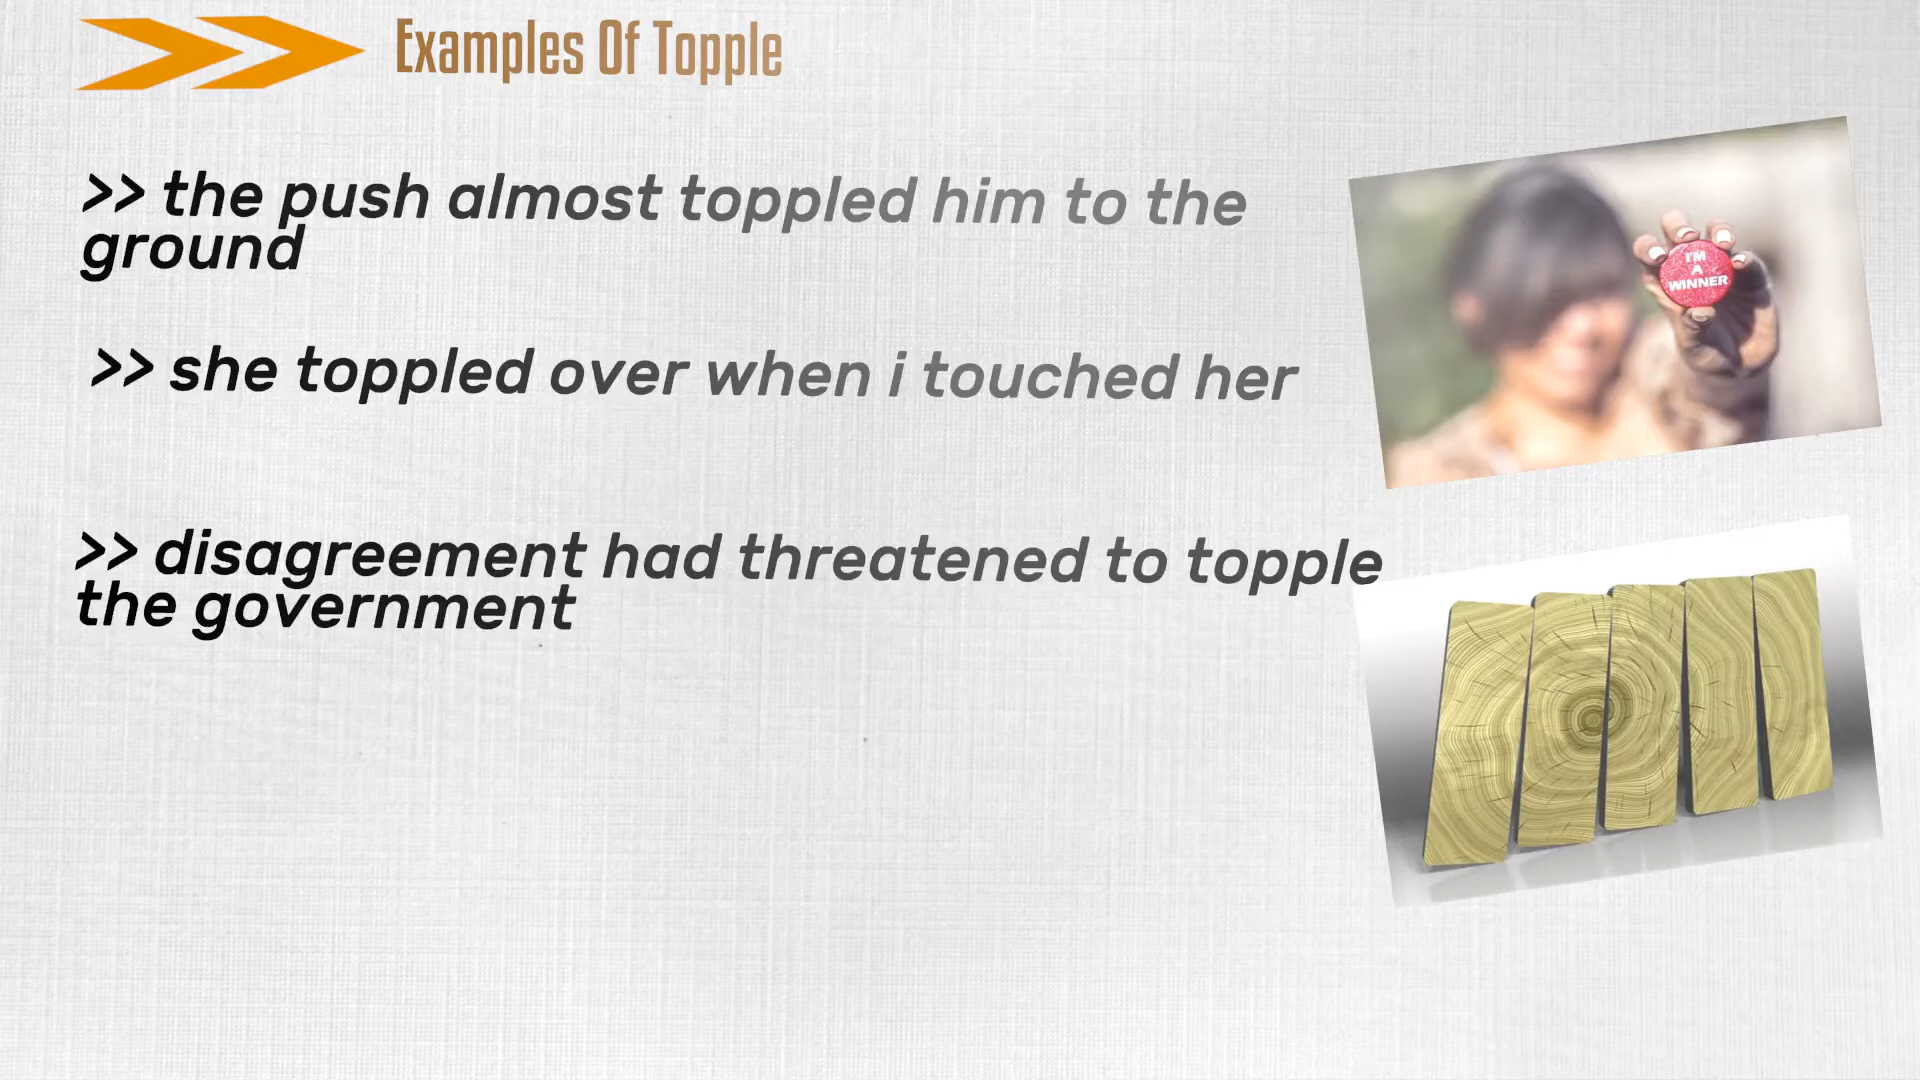 Examples Of Topple
>> the push almost toppled him to the
ground
>> she toppled over when i touched her
>> disagreement had threatened to topple
the government
I'M
A
WINNER